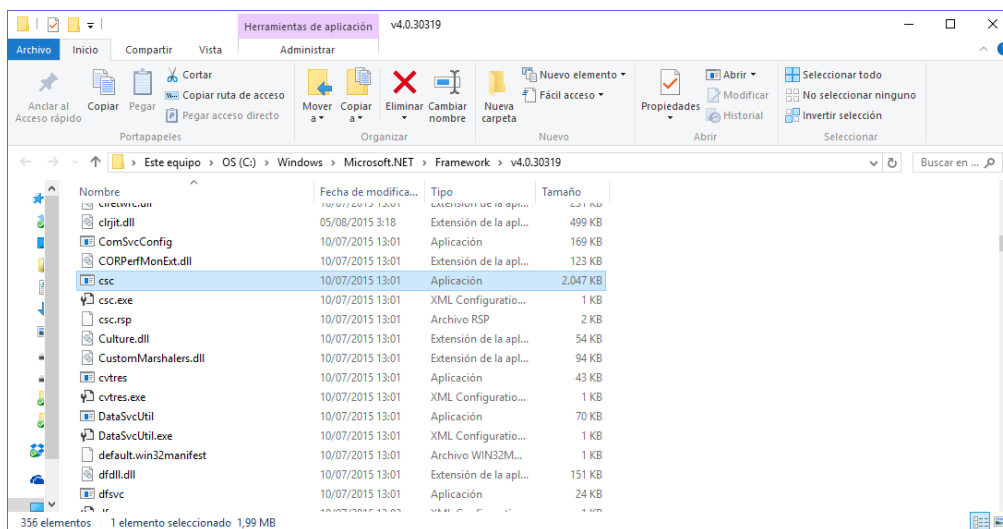 Herramientas de aplicación v4.0.30319
Archivo Inicio Compartir Vista Administrar
Anclar al Acceso rápido
Copiar
Pegar
Cortar
Copiar ruta de acceso
Pegar acceso directo
Portapapeles
Mover a
Copiar a
Eliminar
Cambiar nombre
Organizar
Nueva carpeta
Nuevo elemento
Fácil acceso
Nuevo
Propiedades
Abrir
Modificar
Historial
Abrir
Seleccionar todo
No seleccionar ninguno
Invertir selección
Seleccionar
Este equipo > OS (C:) > Windows > Microsoft.NET > Framework > v4.0.30319
Buscar en ...
Nombre Fecha de modifica... Tipo Tamaño
clrjit.dll 05/08/2015 3:18 Extensión de la apl... 499 KB
ComSvcConfig 10/07/2015 13:01 Aplicación 169 KB
CORPerfMonExt.dll 10/07/2015 13:01 Extensión de la apl... 123 KB
csc 10/07/2015 13:01 Aplicación 2.047 KB
csc.exe 10/07/2015 13:01 XML Configuratio... 1 KB
csc.rsp 10/07/2015 13:01 Archivo RSP 2 KB
Culture.dll 10/07/2015 13:01 Extensión de la apl... 54 KB
CustomMarshalers.dll 10/07/2015 13:01 Extensión de la apl... 94 KB
cvtres 10/07/2015 13:01 Aplicación 43 KB
cvtres.exe 10/07/2015 13:01 XML Configuratio... 1 KB
DataSvcUtil 10/07/2015 13:01 Aplicación 70 KB
DataSvcUtil.exe 10/07/2015 13:01 XML Configuratio... 1 KB
default.win32manifest 10/07/2015 13:01 Archivo WIN32M... 1 KB
dfdll.dll 10/07/2015 13:01 Extensión de la apl... 151 KB
dfsvc 10/07/2015 13:01 Aplicación 24 KB
356 elementos 1 elemento seleccionado 1,99 MB